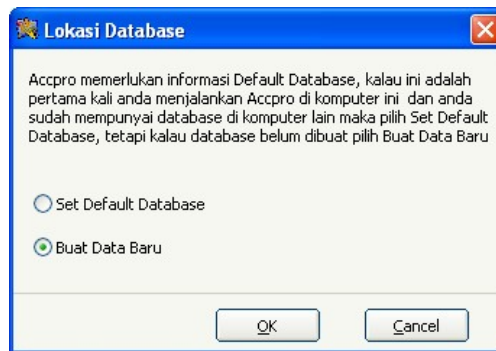 Lokasi Database
Accpro memerlukan informasi Default Database, kalau ini adalah
pertama kali anda menjalankan Accpro di komputer ini dan anda
sudah mempunyai database di komputer lain maka pilih Set Default
Database, tetapi kalau database belum dibuat pilih Buat Data Baru
Set Default Database
Buat Data Baru
OK Cancel